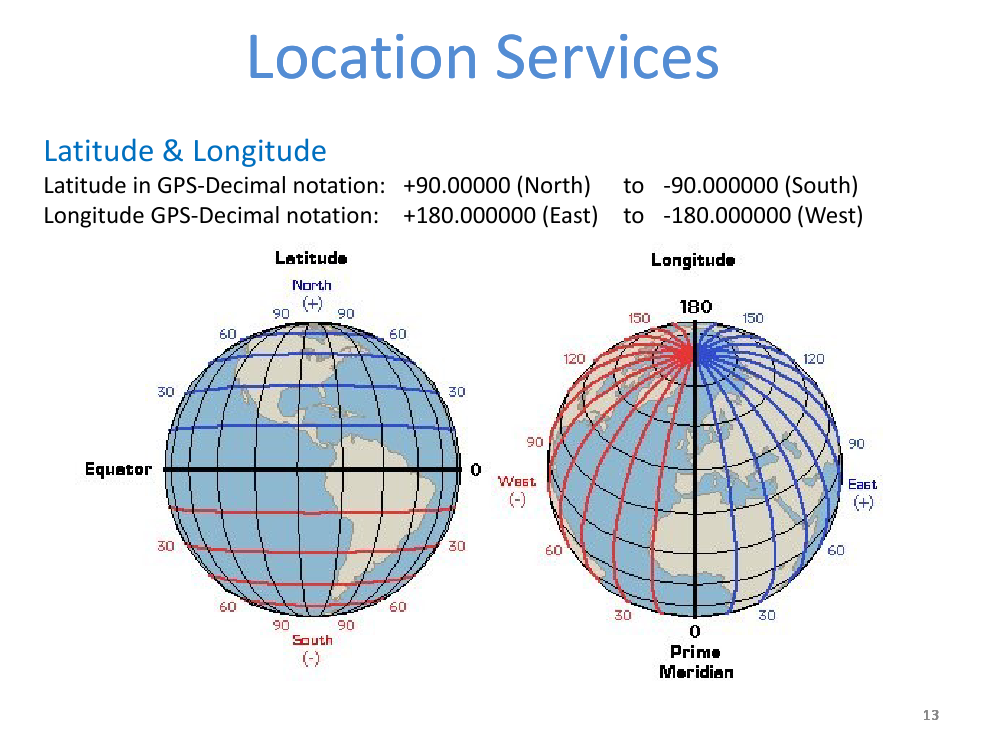 Location Services
Latitude & Longitude
Latitude in GPS-Decimal notation: +90.00000 (North) to -90.000000 (South)
Longitude GPS-Decimal notation: +180.000000 (East) to -180.000000 (West)
Latitude
North
(+)
90 90
60 60
30 30
Equator 0
30 30
60 60
90 90
South
(-)
Longitude
180
150 150
120 120
90 90
West
(-)
East
(+)
60 60
30 30
0
Prime
Meridian
13